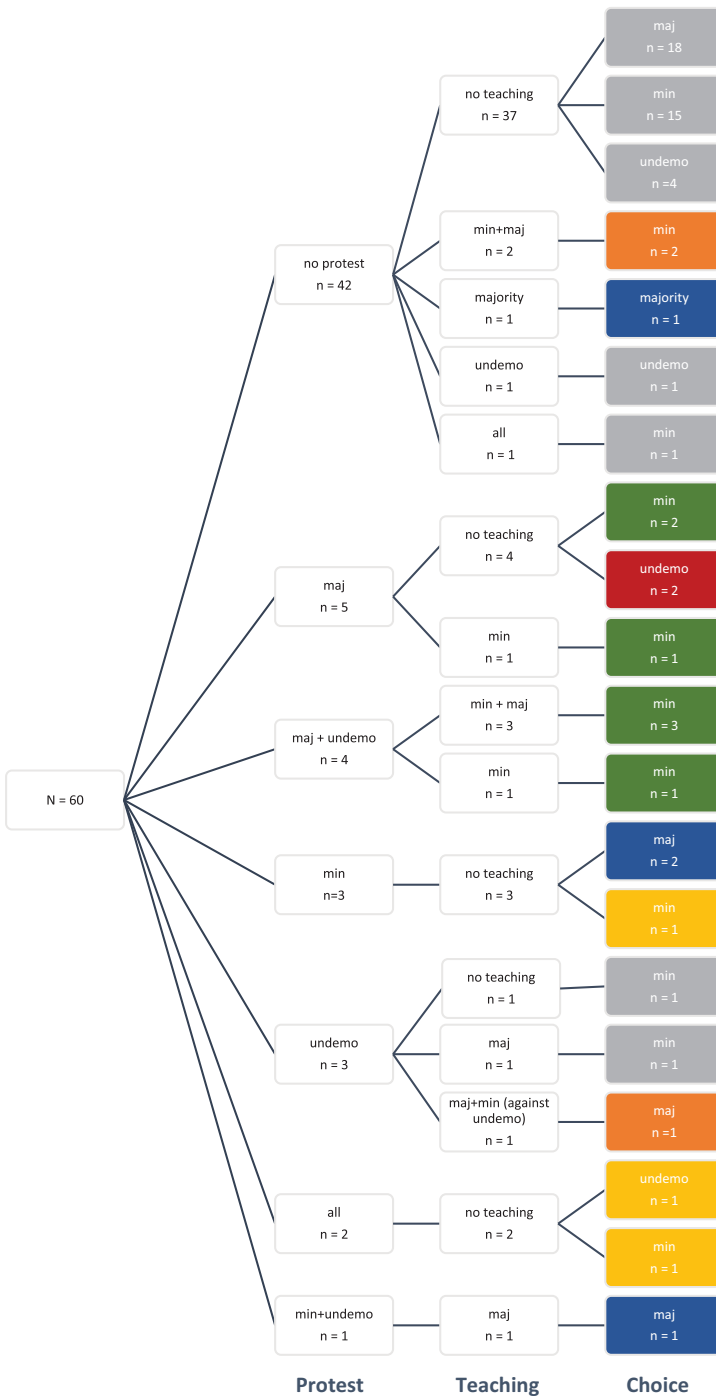 N = 60
no protest
n = 42
no teaching
n = 37
maj
n = 18
min
n = 15
undemo
n =4
min+maj
n = 2
min
n = 2
majority
n = 1
majority
n = 1
undemo
n = 1
undemo
n = 1
all
n = 1
min
n = 1
maj
n = 5
no teaching
n = 4
min
n = 2
undemo
n = 2
min
n = 1
min
n = 1
maj + undemo
n = 4
min + maj
n = 3
min
n = 3
min
n = 1
min
n = 1
min
n=3
no teaching
n = 3
maj
n = 2
min
n = 1
undemo
n = 3
no teaching
n = 1
min
n = 1
maj
n = 1
min
n = 1
maj+min (against
undemo)
n = 1
maj
n =1
all
n = 2
no teaching
n = 2
undemo
n = 1
min
n = 1
min+undemo
n = 1
maj
n = 1
maj
n = 1
Protest
Teaching
Choice